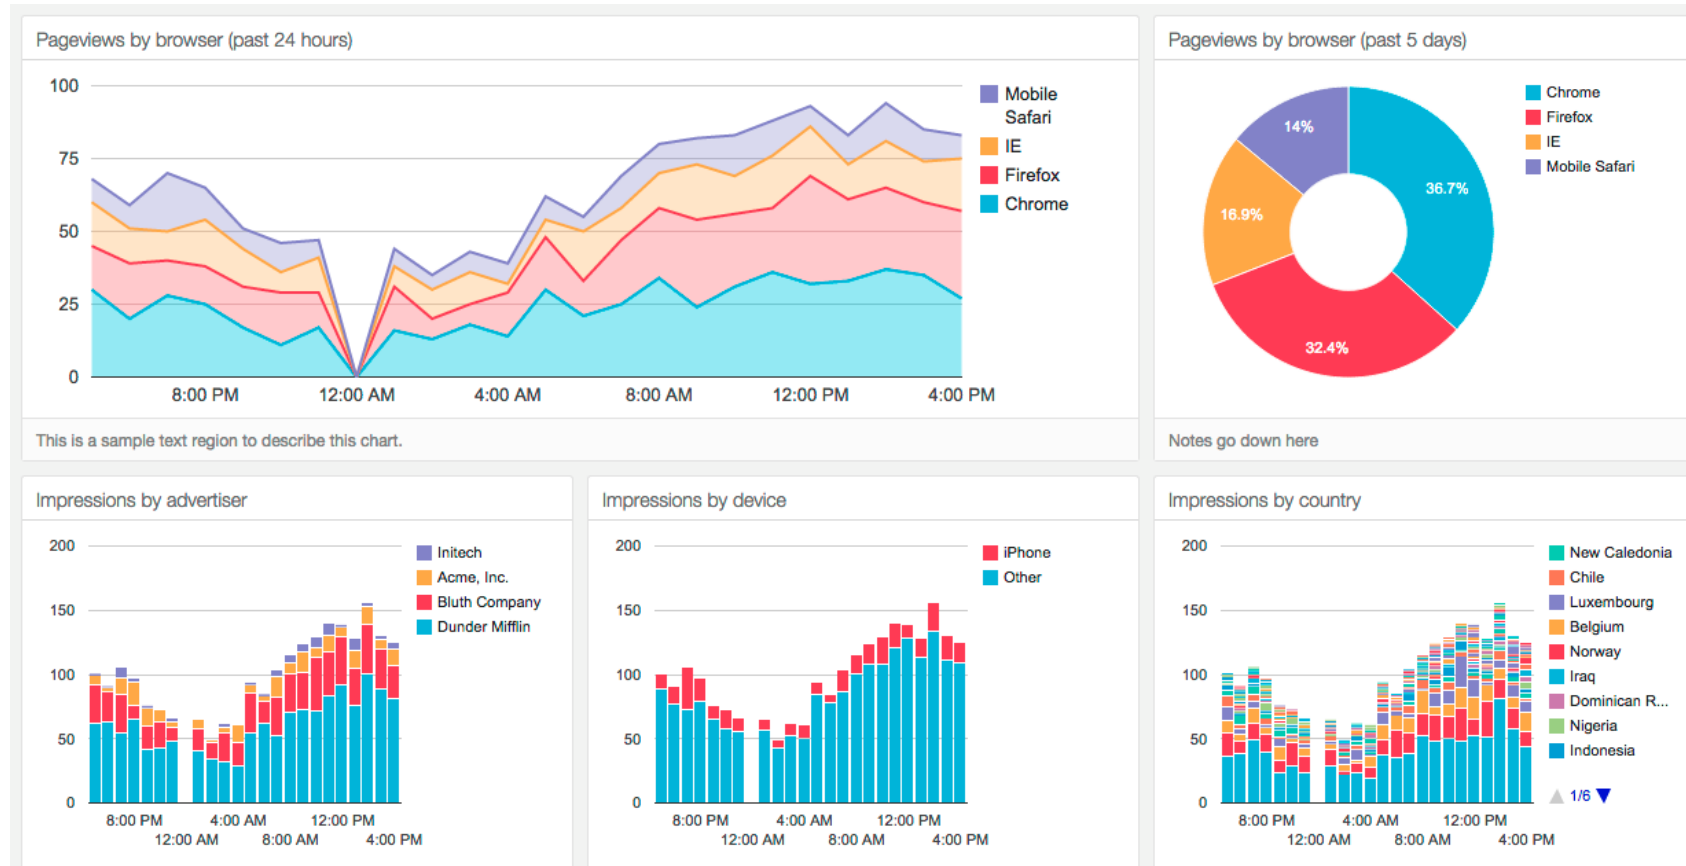 Pageviews by browser (past 24 hours)
100
75
50
25
0
8:00 PM 12:00 AM 4:00 AM 8:00 AM 12:00 PM 4:00 PM
Mobile
Safari
IE
Firefox
Chrome
This is a sample text region to describe this chart.
Pageviews by browser (past 5 days)
14%
36.7%
16.9%
32.4%
Chrome
Firefox
IE
Mobile Safari
Notes go down here
Impressions by advertiser
200
150
100
50
0
8:00 PM 4:00 AM 12:00 PM
12:00 AM 8:00 AM 4:00 PM
Initech
Acme, Inc.
Bluth Company
Dunder Mifflin
Impressions by device
200
150
100
50
0
8:00 PM 4:00 AM 12:00 PM
12:00 AM 8:00 AM 4:00 PM
iPhone
Other
Impressions by country
200
150
100
50
0
8:00 PM 4:00 AM 12:00 PM
12:00 AM 8:00 AM 4:00 PM
New Caledonia
Chile
Luxembourg
Belgium
Norway
Iraq
Dominican R...
Nigeria
Indonesia
1/6